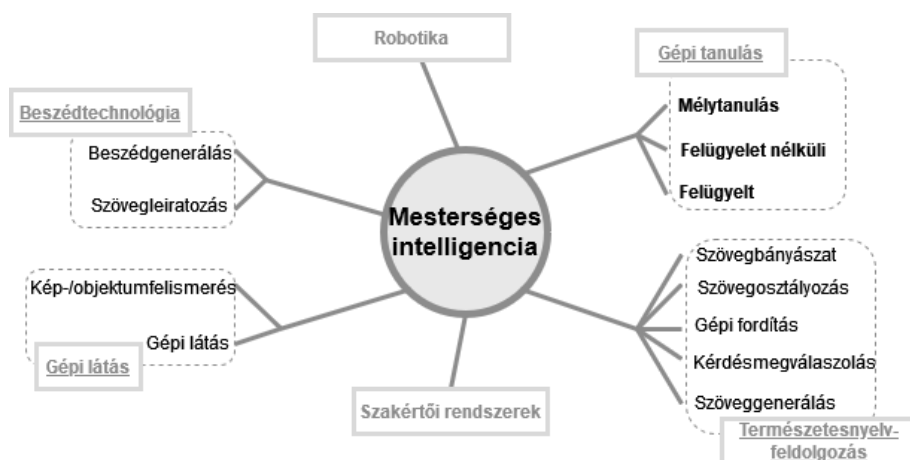 Robotika
Gépi tanulás
Mélytanulás
Felügyelet nélküli
Felügyelt
Beszédtechnológia
Beszédgenerálás
Szövegleiratozás
Mesterséges
intelligencia
Kép-/objektumfelismerés
Gépi látás
Gépi látás
Szakértői rendszerek
Szövegbányászat
Szövegosztályozás
Gépi fordítás
Kérdésmegválaszolás
Szöveggenerálás
Természetesnyelv-
feldolgozás